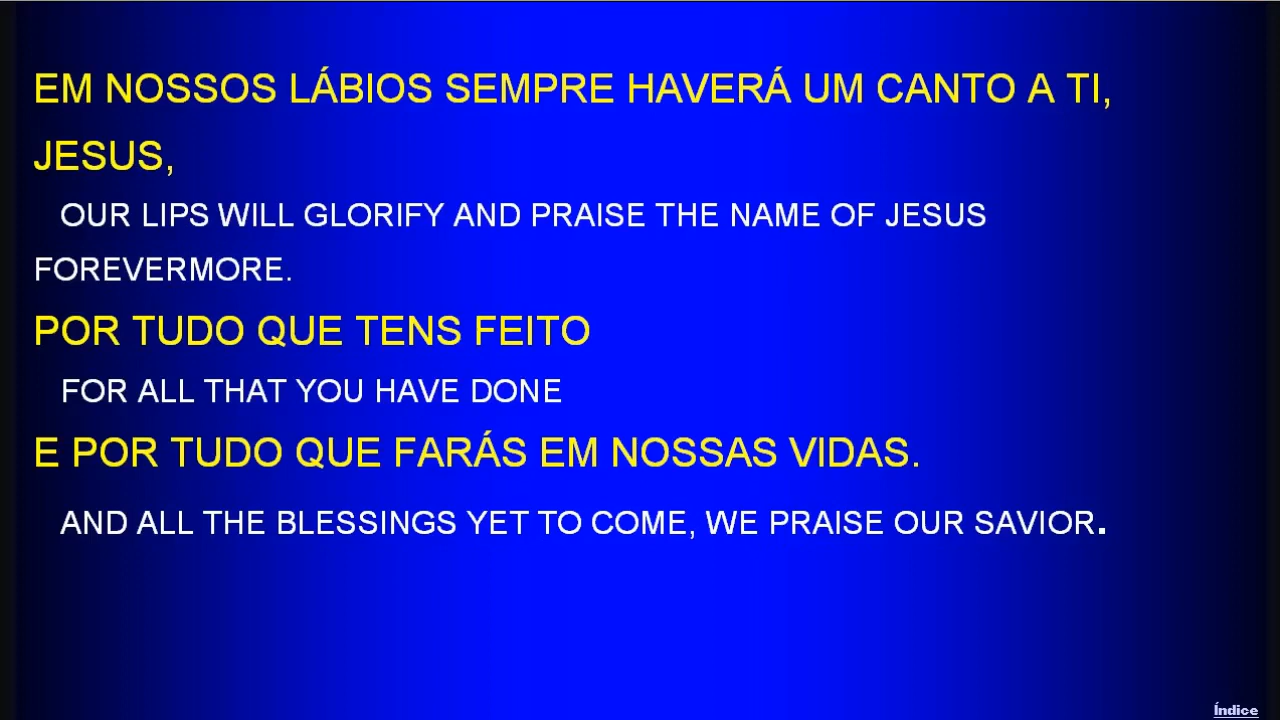 EM NOSSOS LÁBIOS SEMPRE HAVERÁ UM CANTO A TI,
JESUS,
OUR LIPS WILL GLORIFY AND PRAISE THE NAME OF JESUS
FOREVERMORE.
POR TUDO QUE TENS FEITO
FOR ALL THAT YOU HAVE DONE
E POR TUDO QUE FARÁS EM NOSSAS VIDAS.
AND ALL THE BLESSINGS YET TO COME, WE PRAISE OUR SAVIOR.
Índice